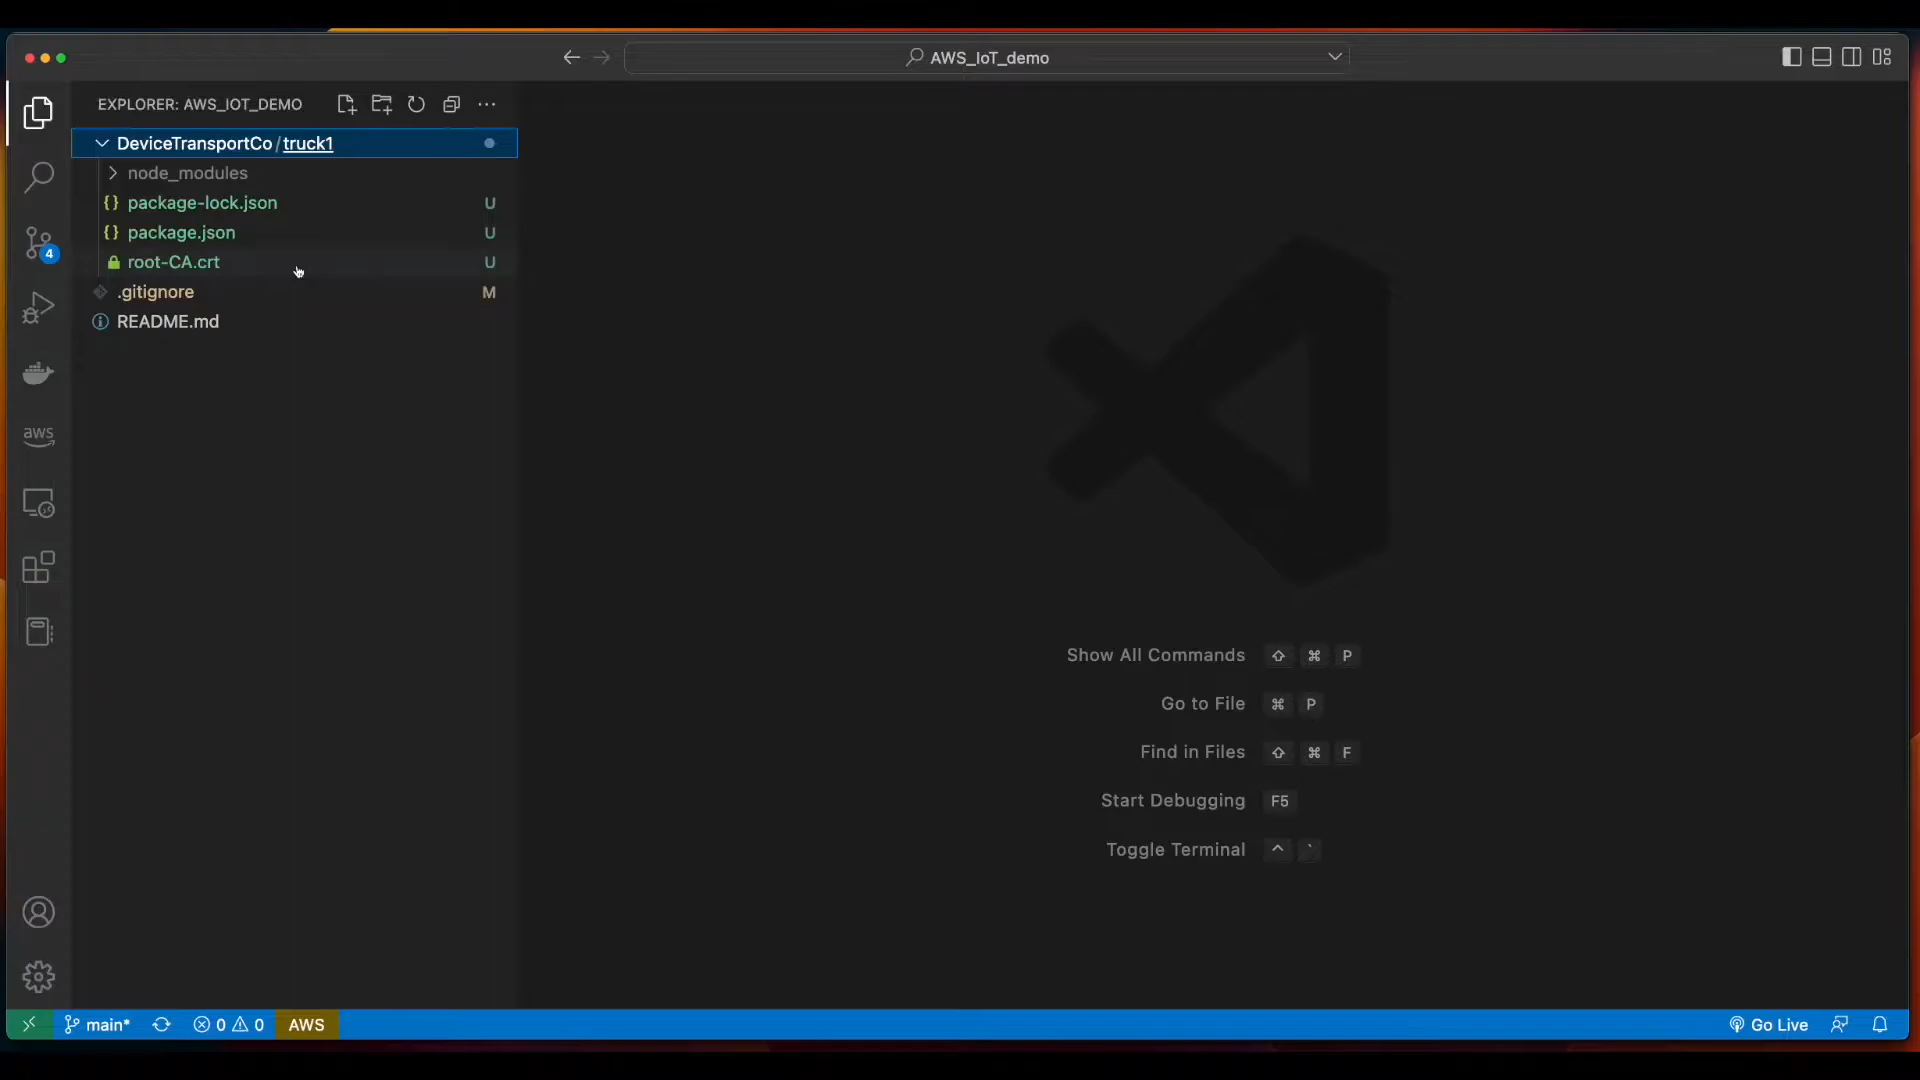 AWS_IoT_demo
EXPLORER: AWS_IOT_DEMO
DeviceTransportCo / truck1
node_modules
{} package-lock.json U
{} package.json U
root-CA.crt U
.gitignore M
README.md
4
aws
Show All Commands ⇧ ⌘ P
Go to File ⌘ P
Find in Files ⇧ ⌘ F
Start Debugging F5
Toggle Terminal ^ `
main* 0 0 AWS Go Live